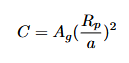 C = A_g(\frac{R_p}{a})^2